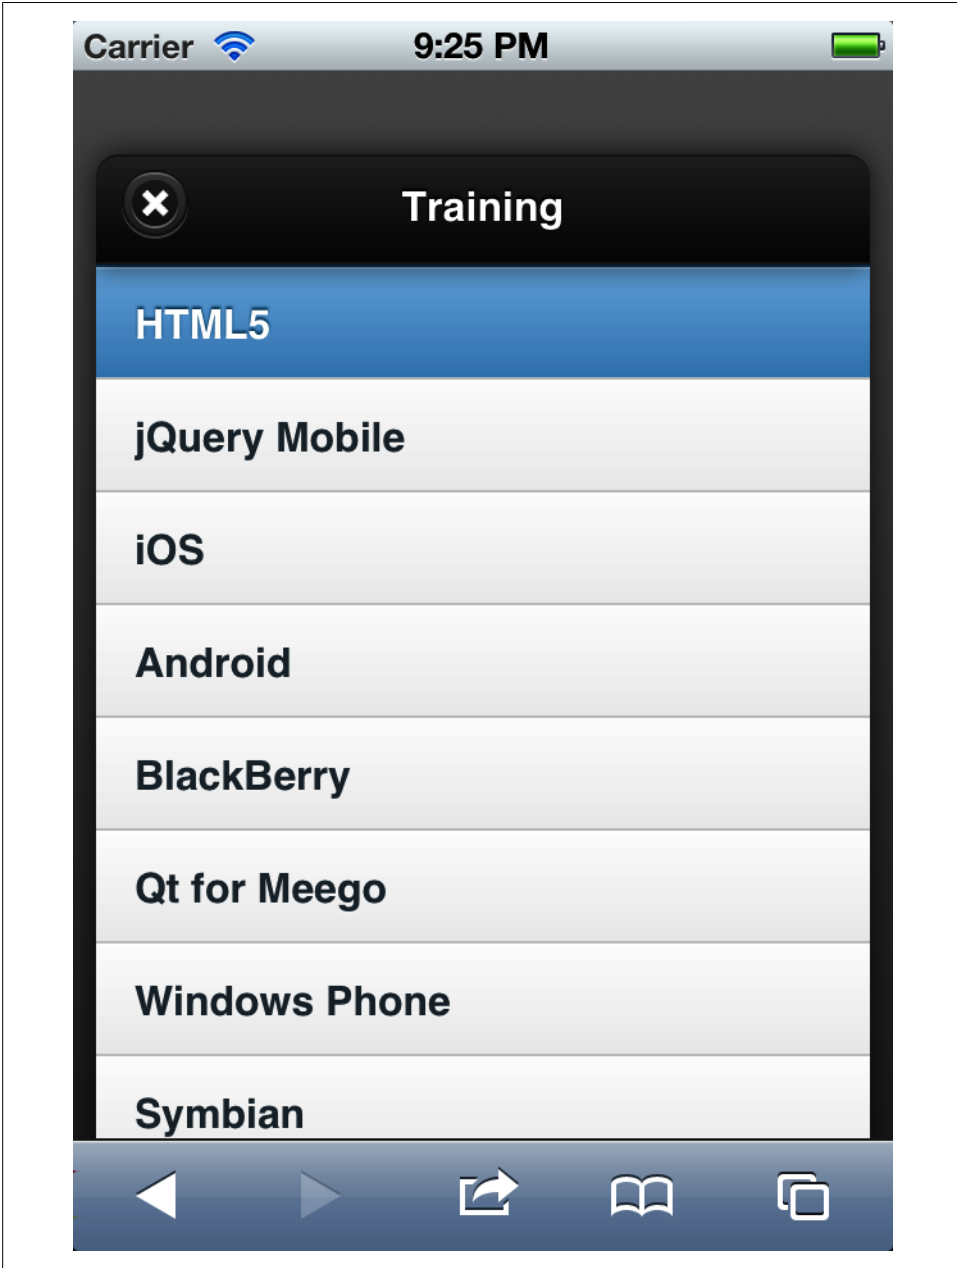 Carrier 9:25 PM
Training
HTML5
jQuery Mobile
iOS
Android
BlackBerry
Qt for Meego
Windows Phone
Symbian